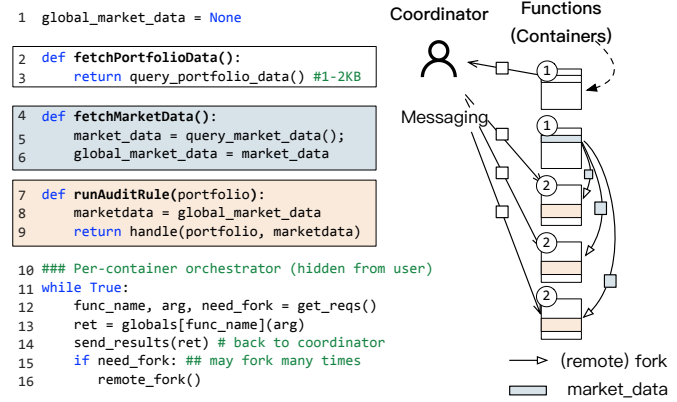 1 global_market_data = None
2 def fetchPortfolioData():
3 return query_portfolio_data() #1-2KB
4 def fetchMarketData():
5 market_data = query_market_data();
6 global_market_data = market_data
7 def runAuditRule(portfolio):
8 marketdata = global_market_data
9 return handle(portfolio, marketdata)
10 ### Per-container orchestrator (hidden from user)
11 while True:
12 func_name, arg, need_fork = get_reqs()
13 ret = globals[func_name](arg)
14 send_results(ret) # back to coordinator
15 if need_fork: ## may fork many times
16 remote_fork()
Coordinator
Functions
(Containers)
Messaging
1
1
2
2
2
(remote) fork
market_data